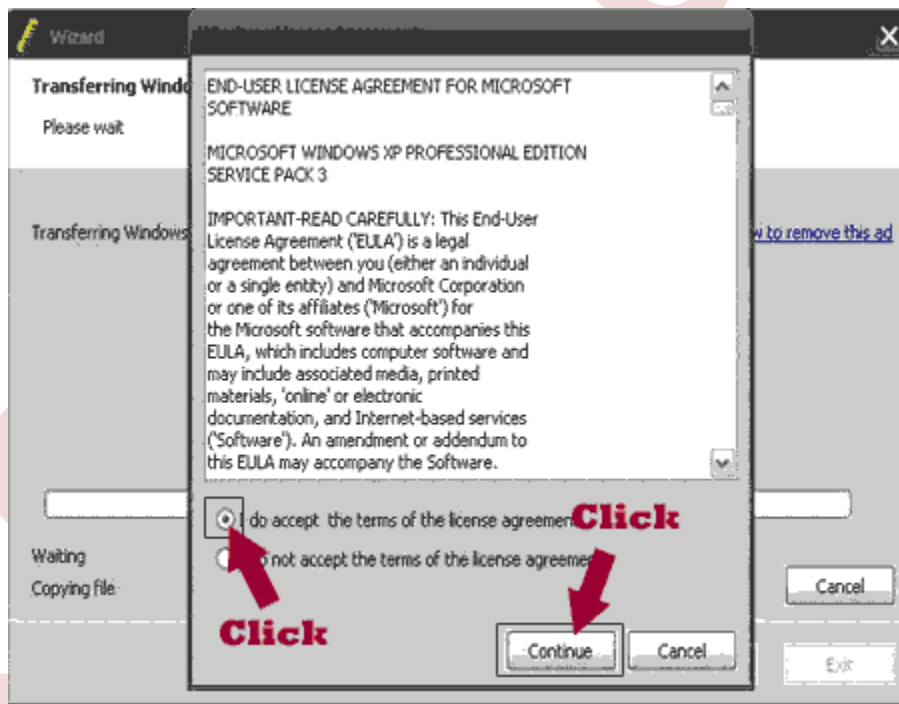 Wizard
Transferring Windo
Please wait
Transferring Windows
w to remove this ad
END-USER LICENSE AGREEMENT FOR MICROSOFT
SOFTWARE
MICROSOFT WINDOWS XP PROFESSIONAL EDITION
SERVICE PACK 3
IMPORTANT-READ CAREFULLY: This End-User
License Agreement ('EULA') is a legal
agreement between you (either an individual
or a single entity) and Microsoft Corporation
or one of its affiliates ('Microsoft') for
the Microsoft software that accompanies this
EULA, which includes computer software and
may include associated media, printed
materials, 'online' or electronic
documentation, and Internet-based services
('Software'). An amendment or addendum to
this EULA may accompany the Software.
I do accept the terms of the license agreemen
Click
not accept the terms of the license agreeme
Click
Waiting
Copying file
Cancel
Continue
Cancel
Exit